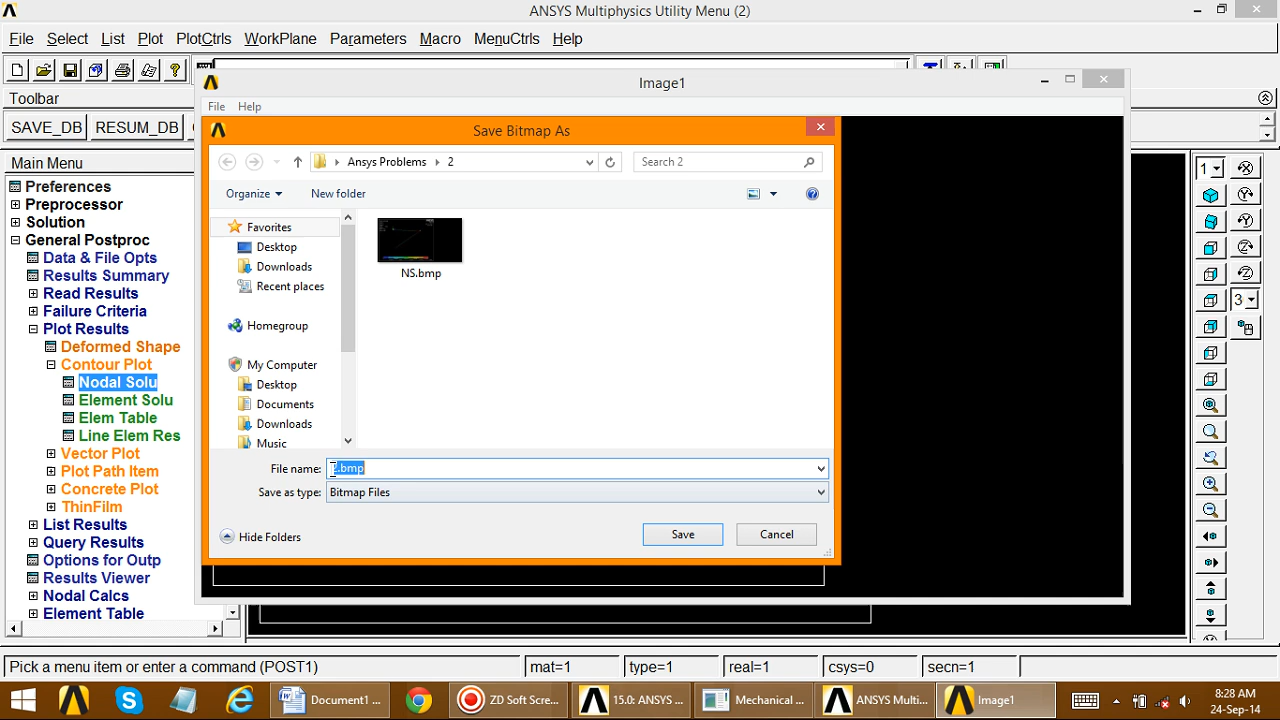 ANSYS Multiphysics Utility Menu (2)
File Select List Plot PlotCtrls WorkPlane Parameters Macro MenuCtrls Help
Toolbar
SAVE_DB RESUM_DB
Main Menu
Preferences
Preprocessor
Solution
General Postproc
Data & File Opts
Results Summary
Read Results
Failure Criteria
Plot Results
Deformed Shape
Contour Plot
Nodal Solu
Element Solu
Elem Table
Line Elem Res
Vector Plot
Plot Path Item
Concrete Plot
ThinFilm
List Results
Query Results
Options for Outp
Results Viewer
Nodal Calcs
Element Table
Image1
File Help
Save Bitmap As
Ansys Problems 2
Search 2
Organize New folder
Favorites
Desktop
Downloads
Recent places
Homegroup
My Computer
Desktop
Documents
Downloads
Music
NS.bmp
File name: .bmp
Save as type: Bitmap Files
Hide Folders Save Cancel
1
3
Pick a menu item or enter a command (POST1) mat=1 type=1 real=1 csys=0 secn=1
Document1 ... ZD Soft Scre... 15.0: ANSYS ... Mechanical ... ANSYS Multi... Image1
8:28 AM
24-Sep-14